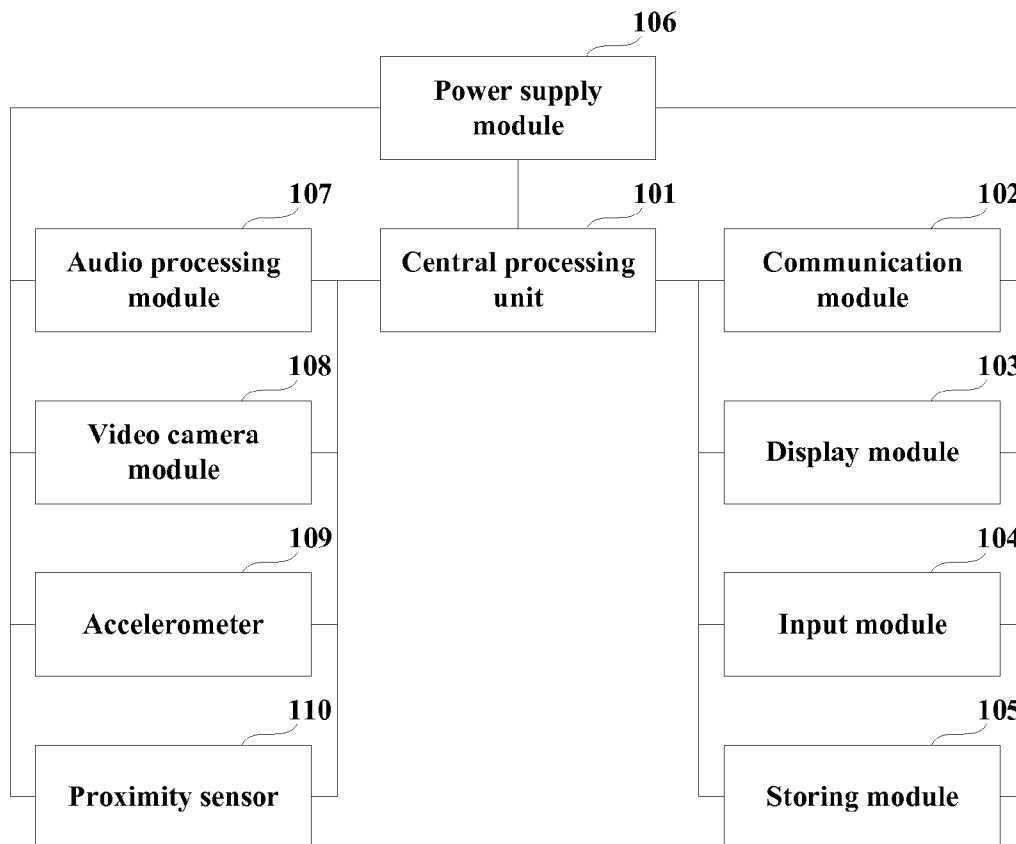 106
Power supply
module
107
101
102
Audio processing
module
Central processing
unit
Communication
module
108
103
Video camera
module
Display module
109
104
Accelerometer
Input module
110
105
Proximity sensor
Storing module